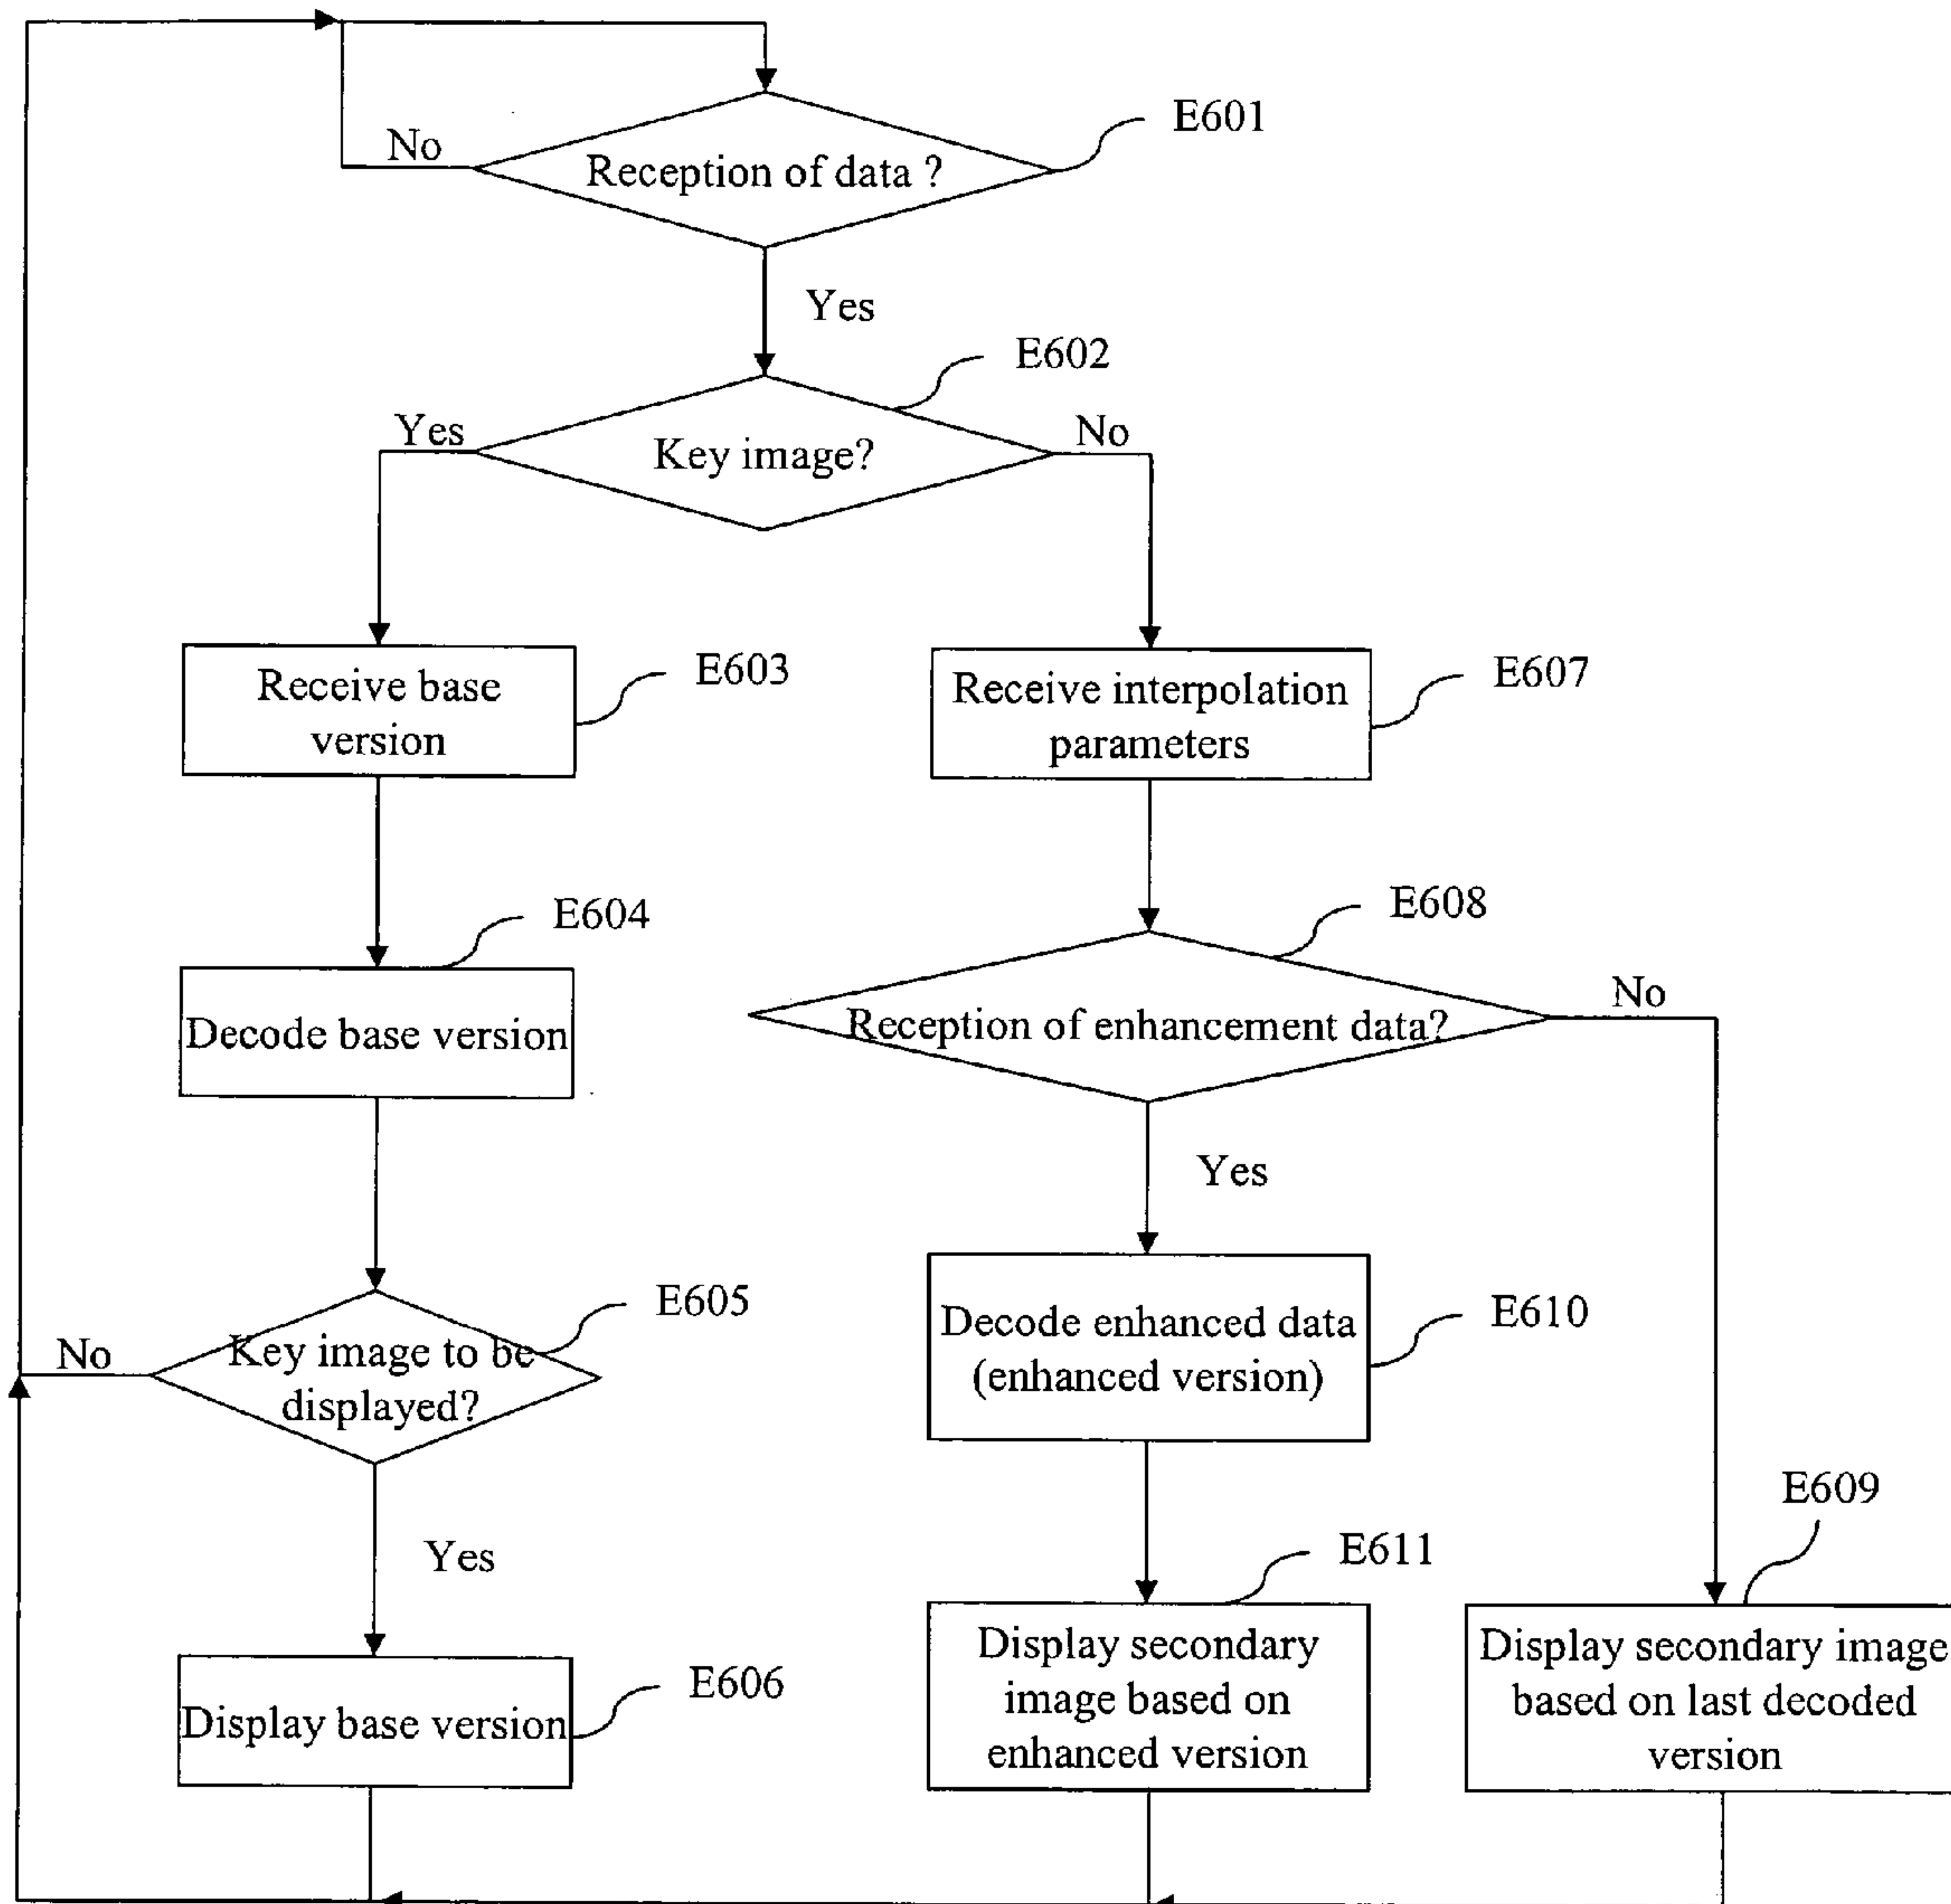 E601
No
Reception of data ?
Yes
E602
Yes
No
Key image?
E603
Receive base
version
E607
Receive interpolation
parameters
E604
Decode base version
E608
No
Reception of enhancement data?
Yes
E605
No
Key image to be
displayed?
E610
Decode enhanced data
(enhanced version)
Yes
E609
E611
E606
Display base version
Display secondary
image based on
enhanced version
Display secondary image
based on last decoded
version